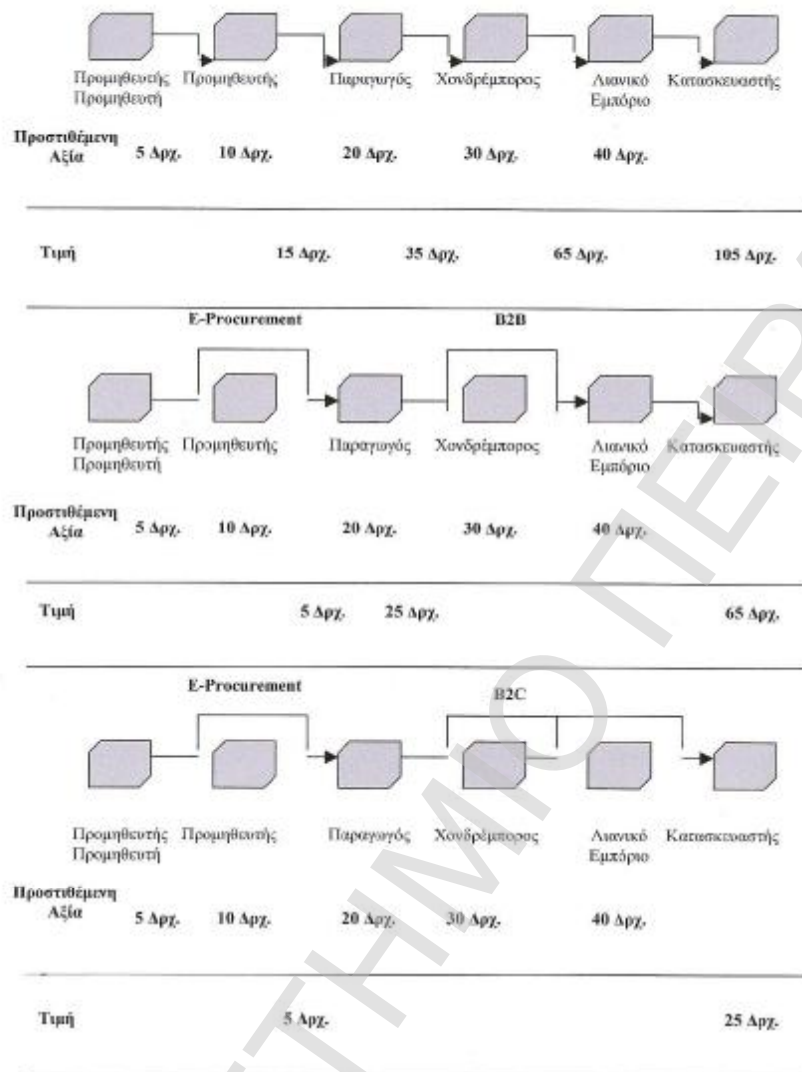 Προμηθευτής Προμηθευτής Παραγωγός Χονδρέμπορος Λιανικό Κατασκευαστής
Προμηθευτή Εμπόριο
Προστιθέμενη
Αξία 5 Δρχ. 10 Δρχ. 20 Δρχ. 30 Δρχ. 40 Δρχ.
Τιμή 15 Δρχ. 35 Δρχ. 65 Δρχ. 105 Δρχ.
E-Procurement B2B
Προμηθευτής Προμηθευτής Παραγωγός Χονδρέμπορος Λιανικό Κατασκευαστής
Προμηθευτή Εμπόριο
Προστιθέμενη
Αξία 5 Δρχ. 10 Δρχ. 20 Δρχ. 30 Δρχ. 40 Δρχ.
Τιμή 5 Δρχ. 25 Δρχ. 65 Δρχ.
E-Procurement B2C
Προμηθευτής Προμηθευτής Παραγωγός Χονδρέμπορος Λιανικό Κατασκευαστής
Προμηθευτή Εμπόριο
Προστιθέμενη
Αξία 5 Δρχ. 10 Δρχ. 20 Δρχ. 30 Δρχ. 40 Δρχ.
Τιμή 5 Δρχ. 25 Δρχ.